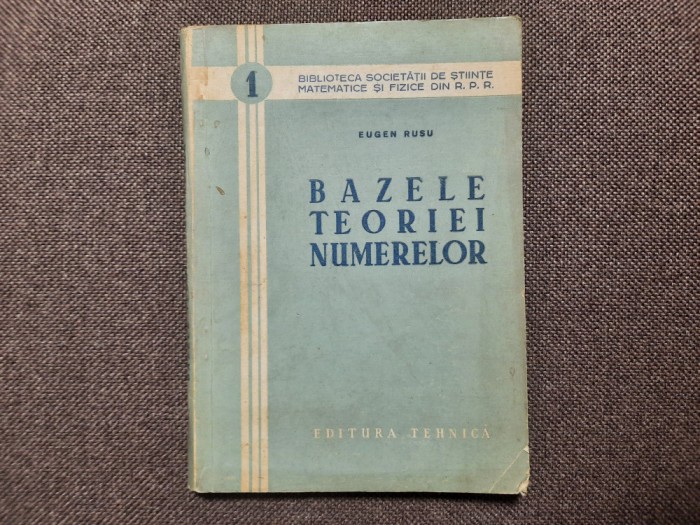 1
BIBLIOTECA SOCIETĂȚII DE ȘTIINȚE
MATEMATICE ȘI FIZICE DIN R. P. R.
EUGEN RUSU
BAZELE
TEORIEI
NUMERELOR
EDITURA TEHNICĂ